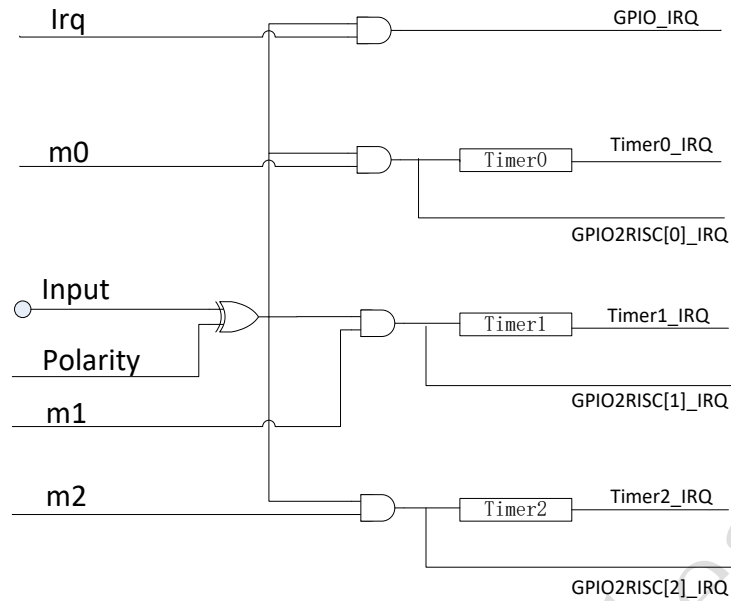 Irq
GPIO_IRQ
m0
Timer0
Timer0_IRQ
GPIO2RISC[0]_IRQ
Input
Timer1
Timer1_IRQ
Polarity
GPIO2RISC[1]_IRQ
m1
m2
Timer2
Timer2_IRQ
GPIO2RISC[2]_IRQ